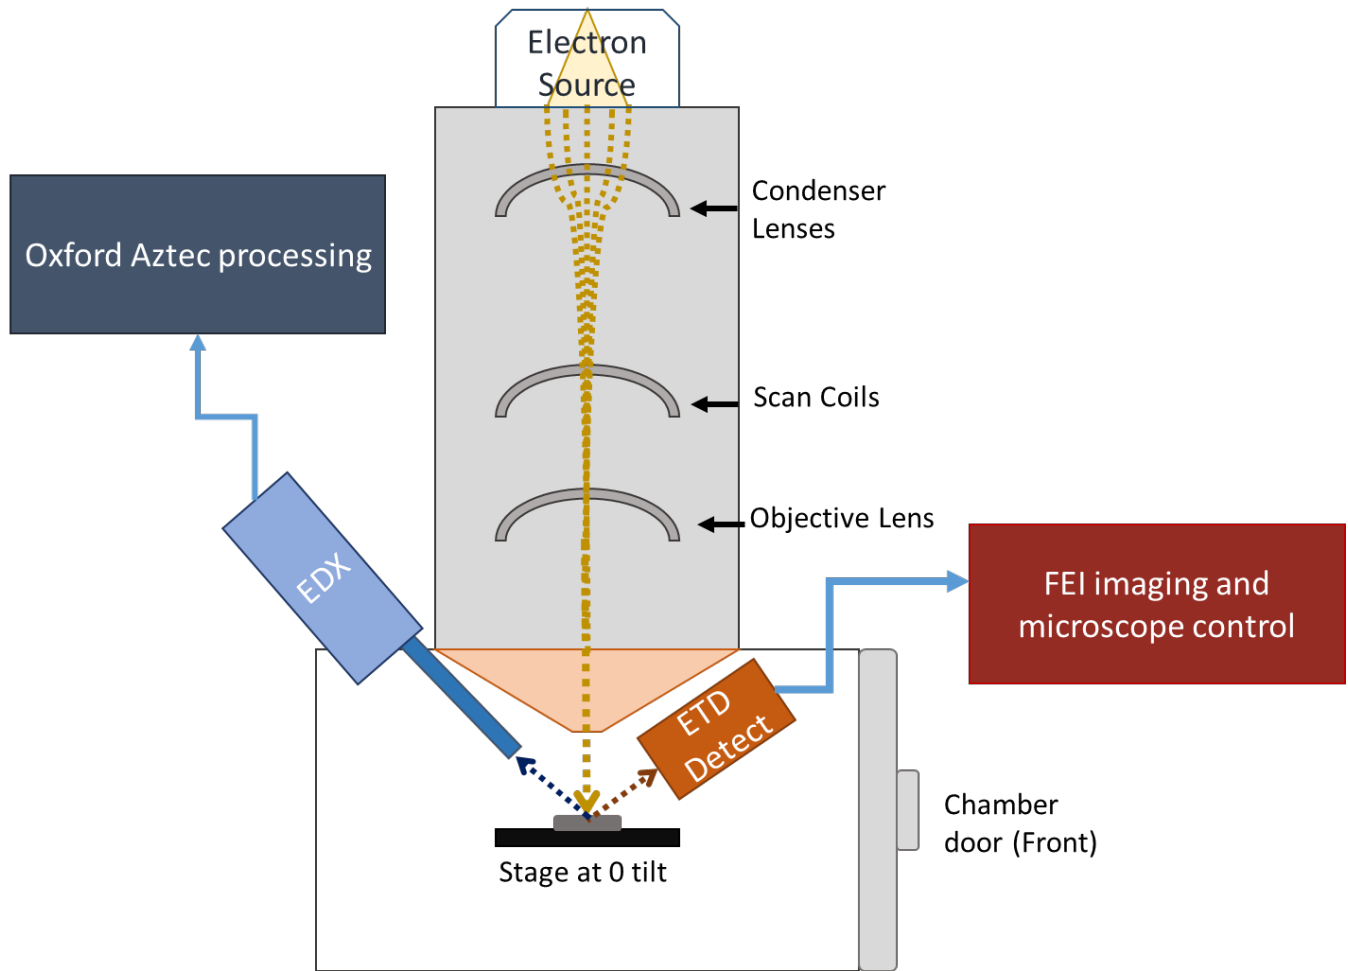 Electron
Source
Condenser
Lenses
Oxford Aztec processing
Scan Coils
Objective Lens
EDX
FEI imaging and
microscope control
ETD
Detect
Chamber
door (Front)
Stage at 0 tilt